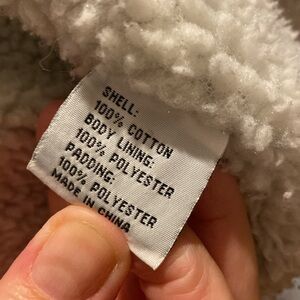 SHELL:
100% COTTON
BODY LINING:
100% POLYESTER
PADDING:
100% POLYESTER
MADE IN CHINA